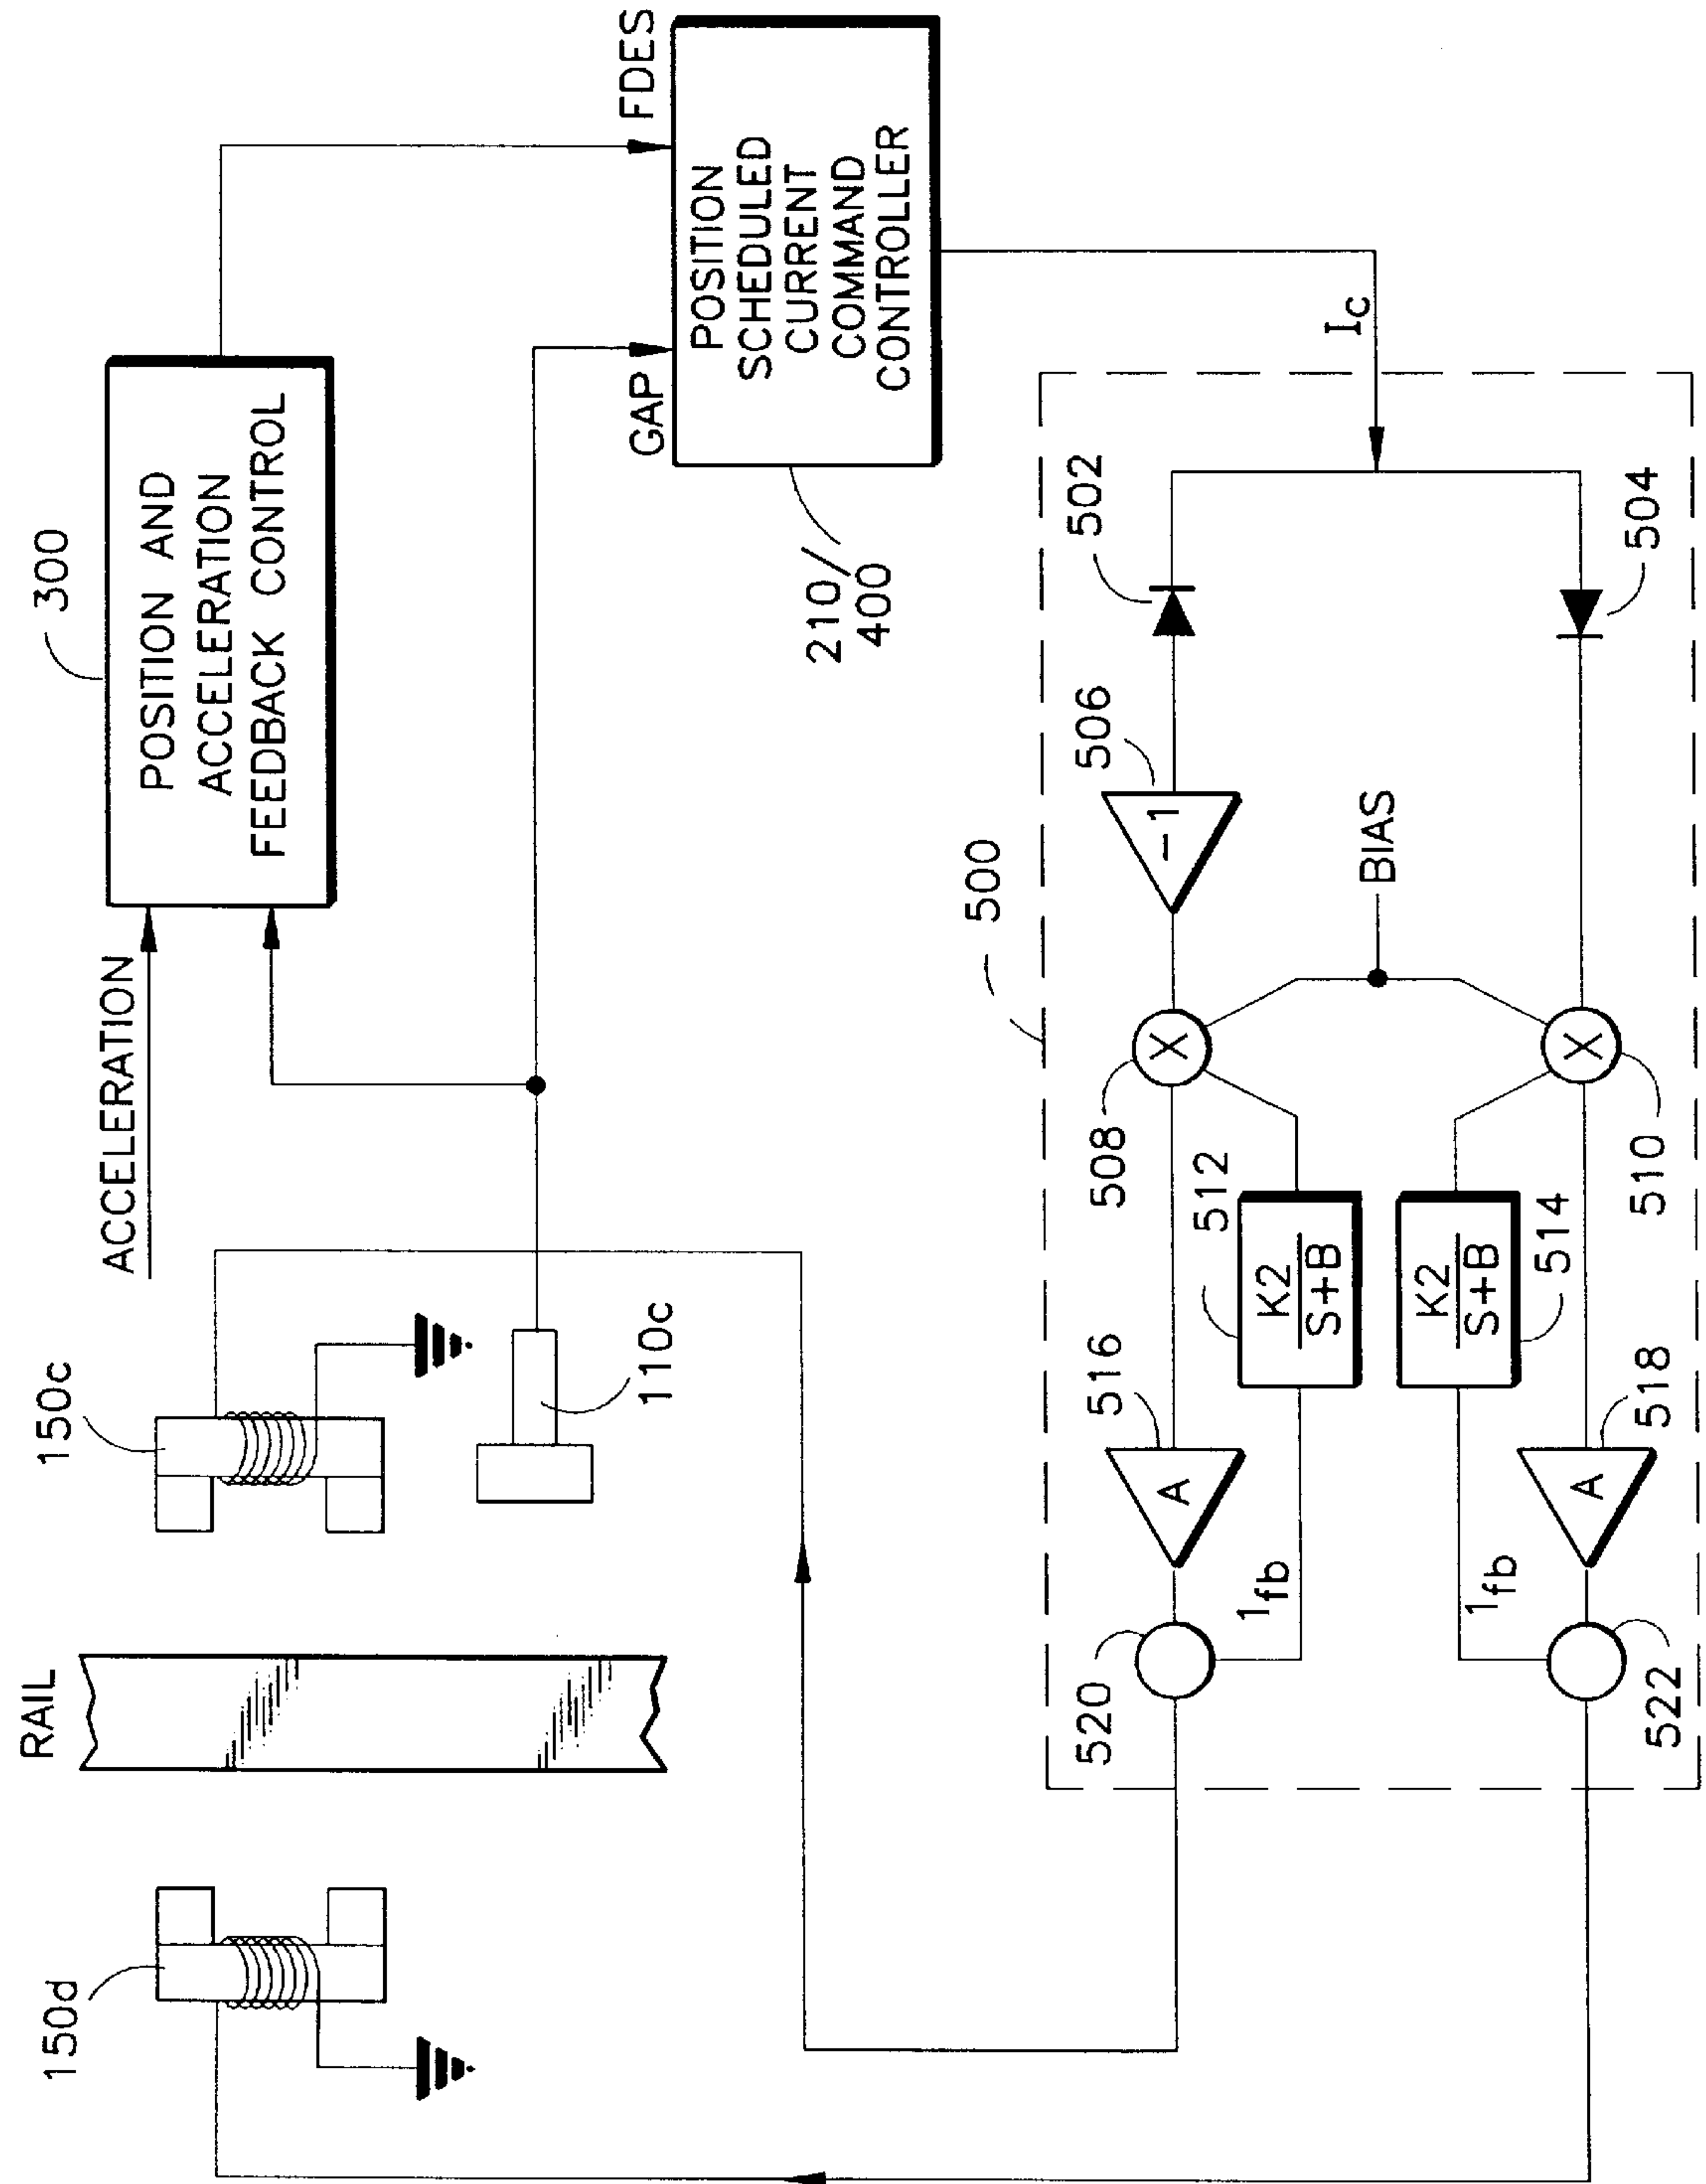 RAIL
150d
150c
110c
ACCELERATION
300
POSITION AND
ACCELERATION
FEEDBACK CONTROL
GAP
FDES
POSITION
SCHEDULED
CURRENT
COMMAND
CONTROLLER
210/
400
Ic
500
502
504
506
-1
BIAS
508
X
510
X
512
K2
S+B
514
K2
S+B
516
A
518
A
1fb
1fb
520
522